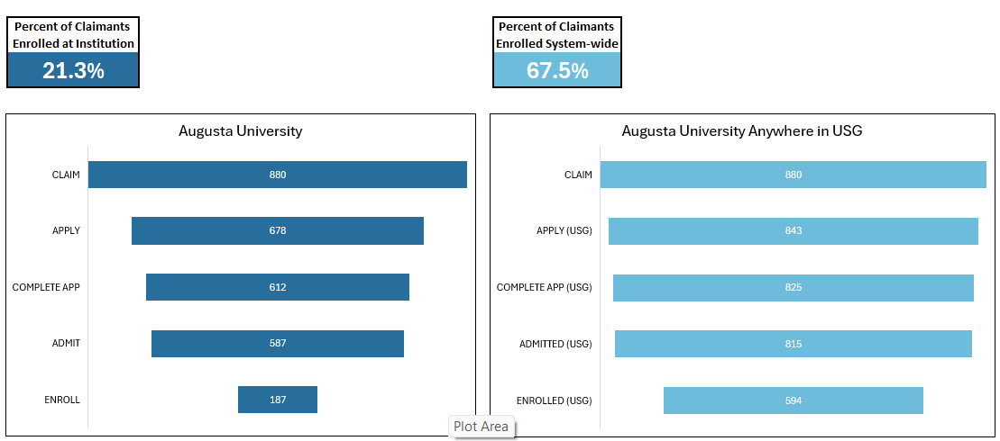 Percent of Claimants
Enrolled at Institution
21.3%
Percent of Claimants
Enrolled System-wide
67.5%
Augusta University
CLAIM
880
APPLY
678
COMPLETE APP
612
ADMIT
587
ENROLL
187
Augusta University Anywhere in USG
CLAIM
880
APPLY (USG)
843
COMPLETE APP (USG)
825
ADMITTED (USG)
815
ENROLLED (USG)
594
Plot Area